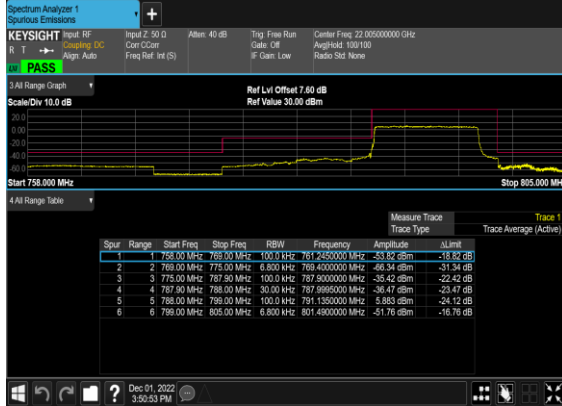 Spectrum Analyzer 1
Spurious Emissions
KEYSIGHT Input: RF Input Z: 50 Ω Atten: 40 dB Trig: Free Run Center Freq: 22.005000000 GHz
R T Coupling: DC Corr CCorr Gate: Off Avg|Hold: 100/100
Align: Auto Freq Ref: Int (S) IF Gain: Low Radio Std: None
PASS
3 All Range Graph
Ref Lvl Offset 7.60 dB
Scale/Div 10.0 dB Ref Value 30.00 dBm
20.0
0.00
-20.0
-40.0
-60.0
Start 758.000 MHz Stop 805.000 MH
4 All Range Table
Measure Trace Trace 1
Trace Type Trace Average (Active)
Spur Range Start Freq Stop Freq RBW Frequency Amplitude ΔLimit
1 1 758.00 MHz 769.00 MHz 100.0 kHz 761.2450000 MHz -53.82 dBm -18.82 dB
2 2 769.00 MHz 775.00 MHz 6.800 kHz 769.4000000 MHz -66.34 dBm -31.34 dB
3 3 775.00 MHz 787.90 MHz 100.0 kHz 787.9000000 MHz -35.42 dBm -22.42 dB
4 4 787.90 MHz 788.00 MHz 30.00 kHz 787.9995000 MHz -36.47 dBm -23.47 dB
5 5 788.00 MHz 799.00 MHz 100.0 kHz 791.1350000 MHz 5.883 dBm -24.12 dB
6 6 799.00 MHz 805.00 MHz 6.800 kHz 801.4900000 MHz -51.76 dBm -16.76 dB
? Dec 01, 2022
3:50:53 PM